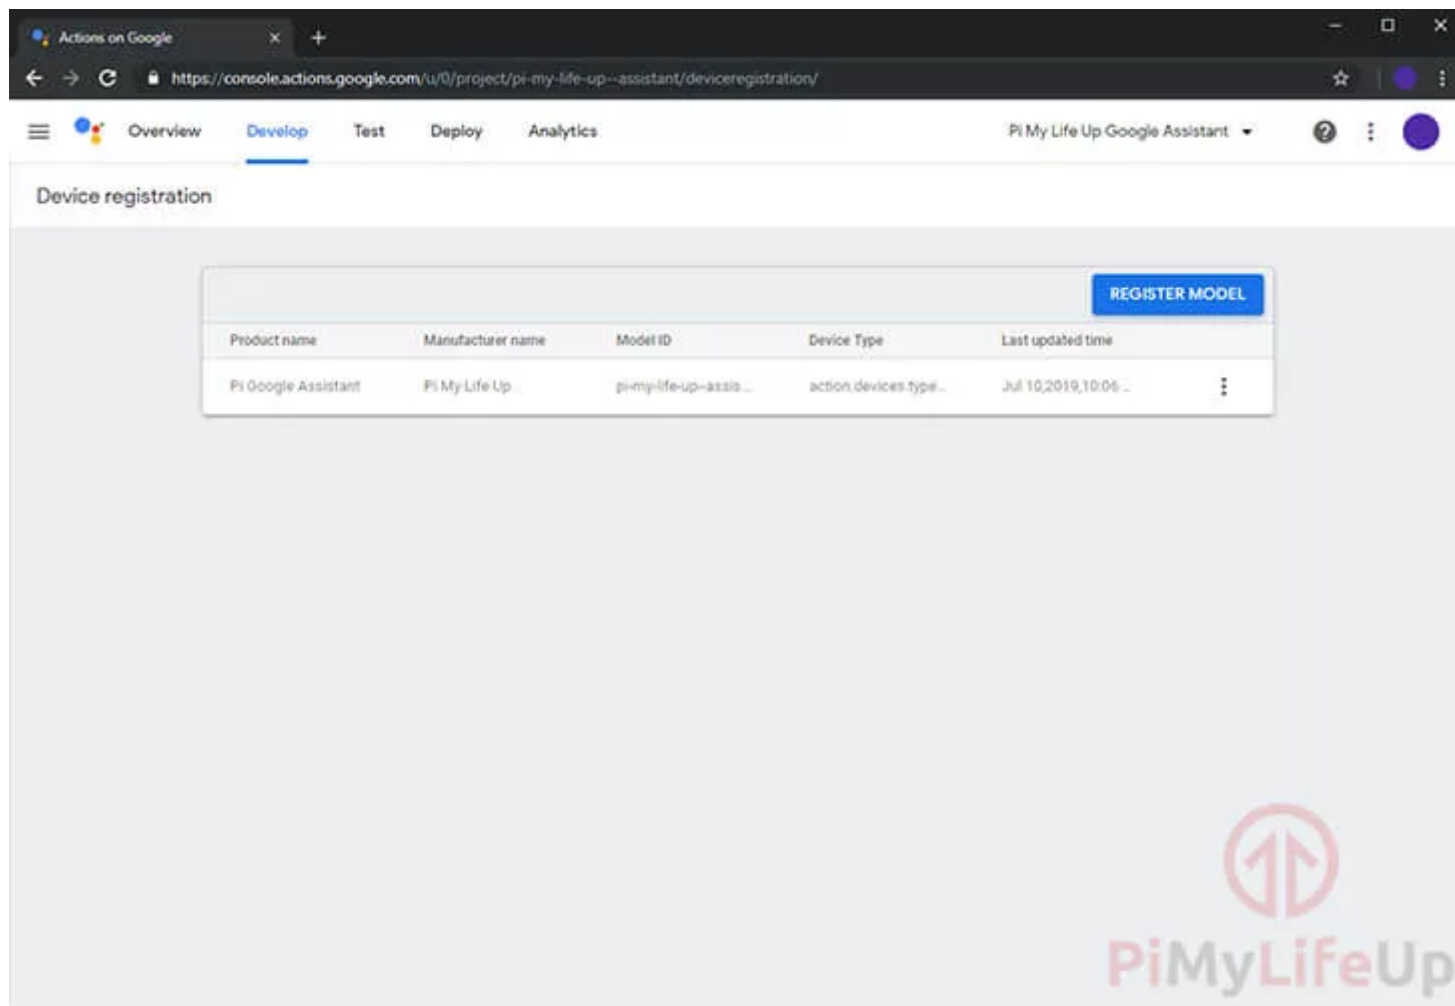 Actions on Google
https://console.actions.google.com/u/0/project/pi-my-life-up--assistant/deviceregistration/
Overview Develop Test Deploy Analytics Pi My Life Up Google Assistant
Device registration
REGISTER MODEL
Product name Manufacturer name Model ID Device Type Last updated time
Pi Google Assistant Pi My Life Up pi-my-life-up--assis... action.devices.type... Jul 10,2019,10:06 ...
PiMyLifeUp